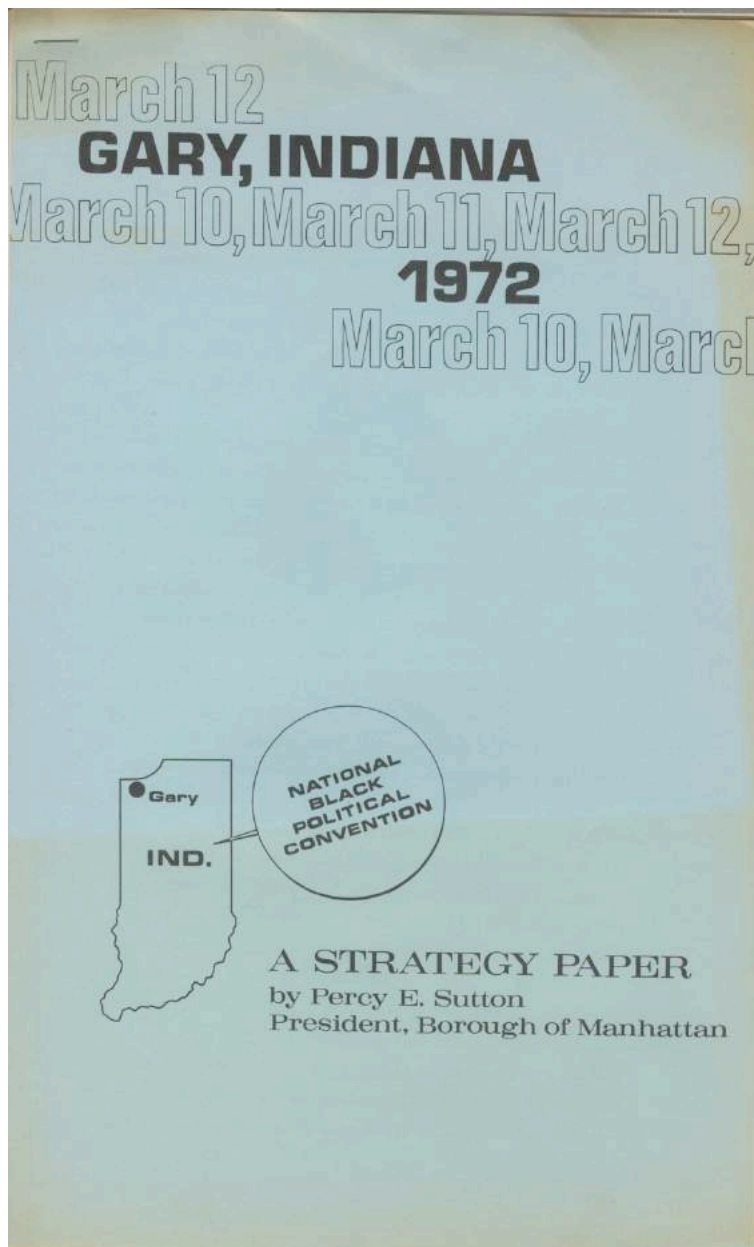 March 12
GARY, INDIANA
March 10, March 11, March 12,
1972
March 10, March
Gary
IND.
NATIONAL
BLACK
POLITICAL
CONVENTION
A STRATEGY PAPER
by Percy E. Sutton
President, Borough of Manhattan